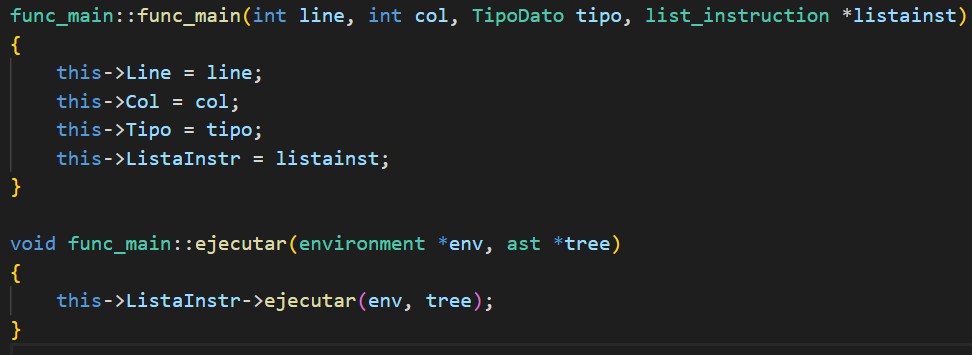 func_main::func_main(int line, int col, TipoDato tipo, list_instruction *listainst)
{
    this->Line = line;
    this->Col = col;
    this->Tipo = tipo;
    this->ListaInstr = listainst;
}

void func_main::ejecutar(environment *env, ast *tree)
{
    this->ListaInstr->ejecutar(env, tree);
}